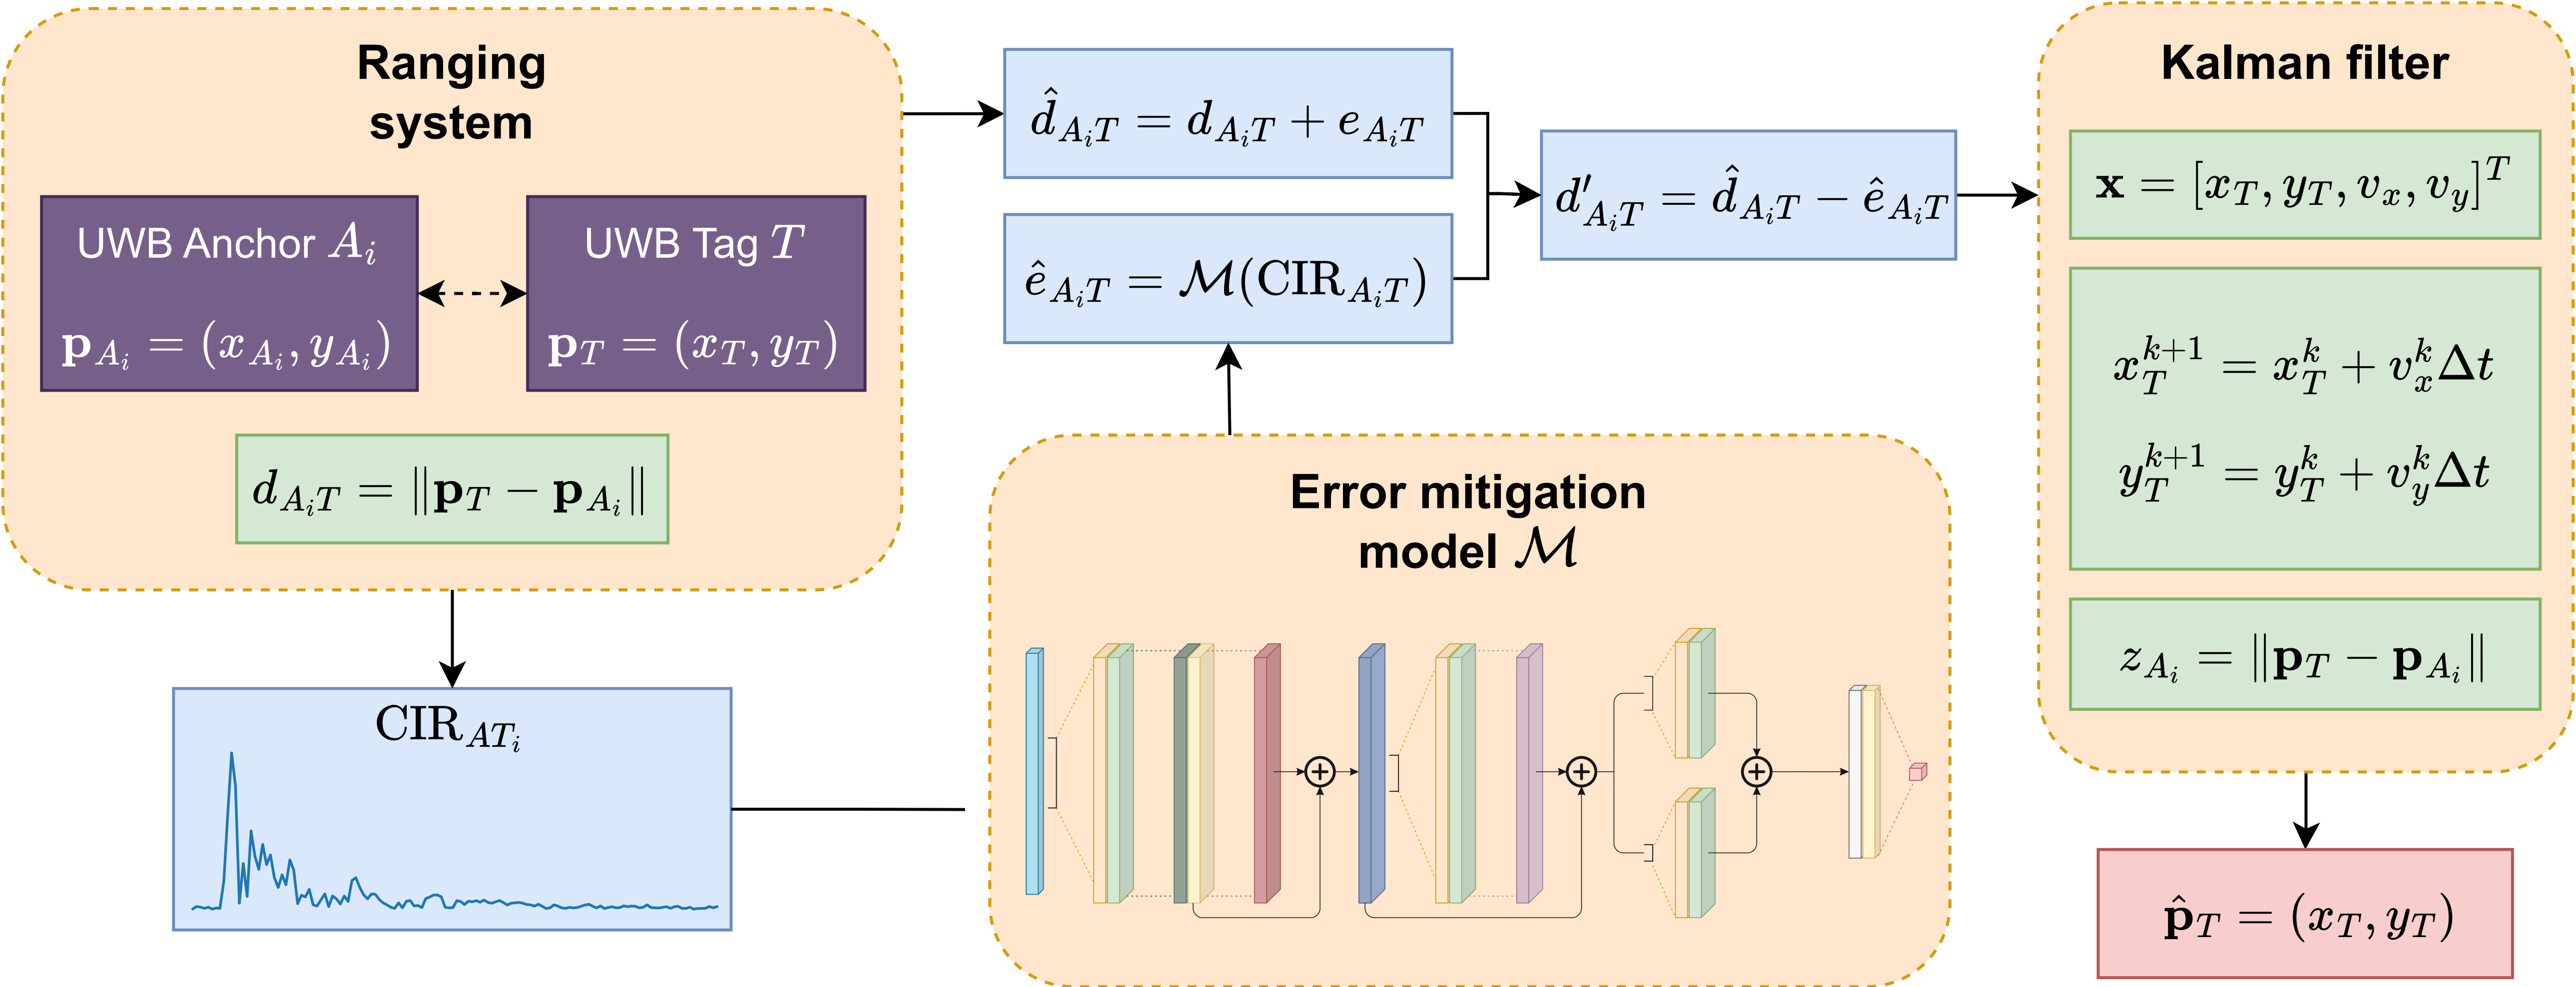 Ranging
system
UWB Anchor $A_i$
$\mathbf{p}_{A_i} = (x_{A_i}, y_{A_i})$
UWB Tag $T$
$\mathbf{p}_T = (x_T, y_T)$
$d_{A_iT} = \|\mathbf{p}_T - \mathbf{p}_{A_i}\|$
$\mathrm{CIR}_{AT_i}$
$\hat{d}_{A_iT} = d_{A_iT} + e_{A_iT}$
$\hat{e}_{A_iT} = \mathcal{M}(\mathrm{CIR}_{A_iT})$
$d'_{A_iT} = \hat{d}_{A_iT} - \hat{e}_{A_iT}$
Error mitigation
model $\mathcal{M}$
Kalman filter
$\mathbf{x} = [x_T, y_T, v_x, v_y]^T$
$x_T^{k+1} = x_T^k + v_x^k \Delta t$
$y_T^{k+1} = y_T^k + v_y^k \Delta t$
$z_{A_i} = \|\mathbf{p}_T - \mathbf{p}_{A_i}\|$
$\hat{\mathbf{p}}_T = (x_T, y_T)$